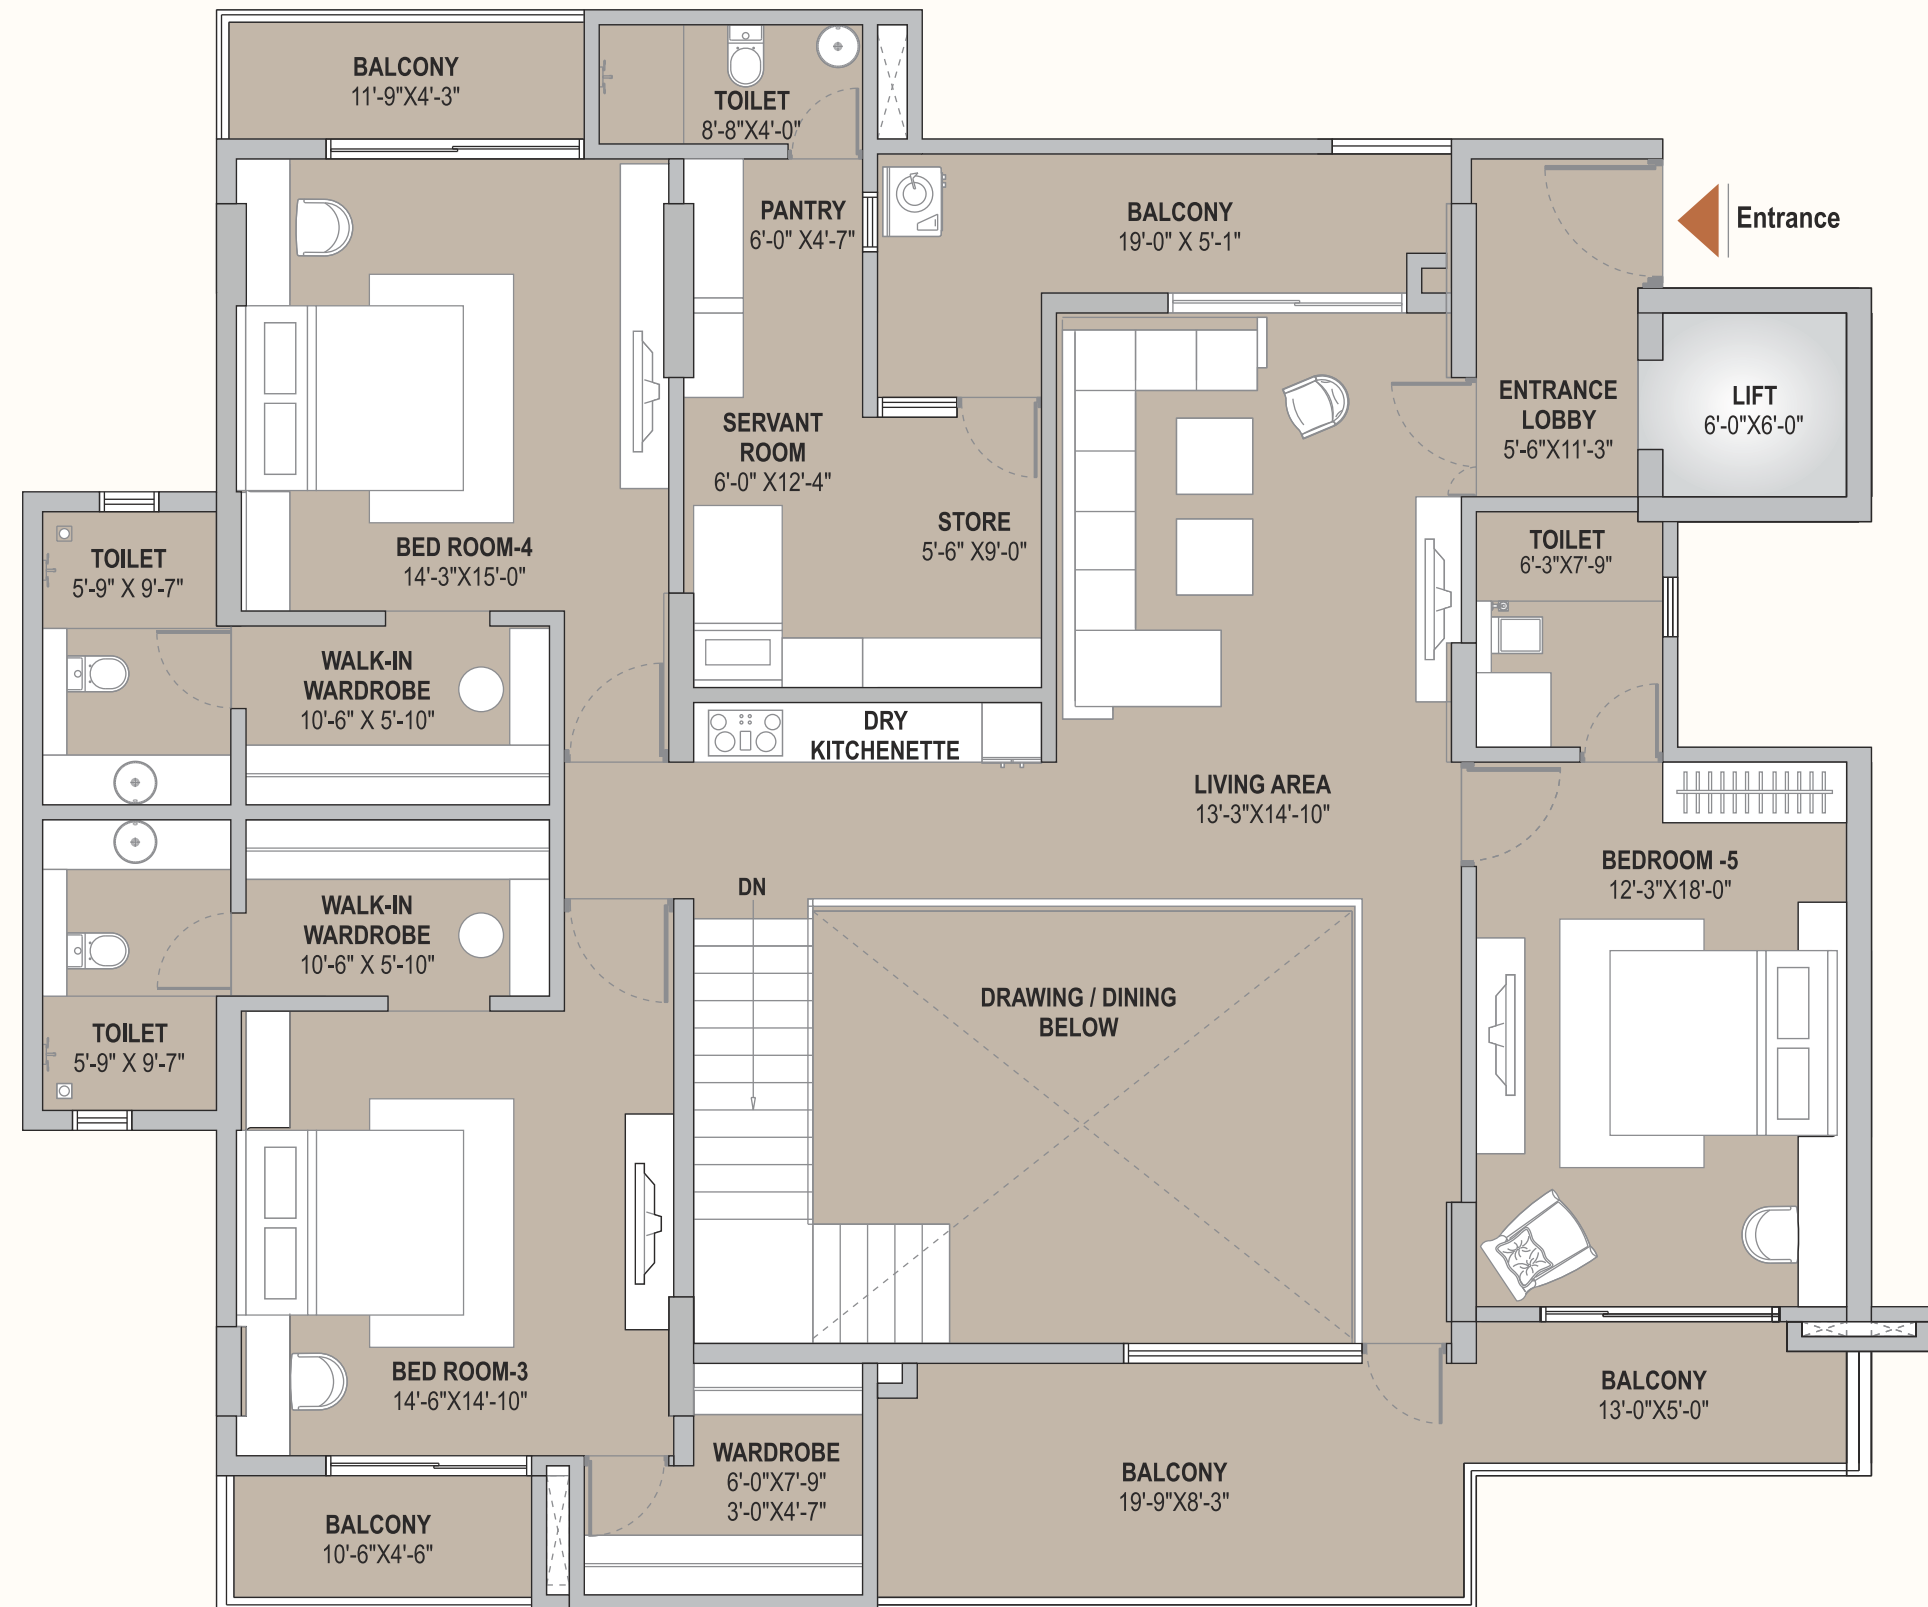 BALCONY
11'-9"X4'-3"
TOILET
8'-8"X4'-0"
PANTRY
6'-0" X4'-7"
BALCONY
19'-0" X 5'-1"
Entrance
ENTRANCE
LOBBY
5'-6"X11'-3"
LIFT
6'-0"X6'-0"
SERVANT
ROOM
6'-0" X12'-4"
STORE
5'-6" X9'-0"
BED ROOM-4
14'-3"X15'-0"
TOILET
5'-9" X 9'-7"
TOILET
6'-3"X7'-9"
WALK-IN
WARDROBE
10'-6" X 5'-10"
DRY
KITCHENETTE
LIVING AREA
13'-3"X14'-10"
BEDROOM -5
12'-3"X18'-0"
DN
WALK-IN
WARDROBE
10'-6" X 5'-10"
DRAWING / DINING
BELOW
TOILET
5'-9" X 9'-7"
BED ROOM-3
14'-6"X14'-10"
BALCONY
13'-0"X5'-0"
WARDROBE
6'-0"X7'-9"
3'-0"X4'-7"
BALCONY
19'-9"X8'-3"
BALCONY
10'-6"X4'-6"